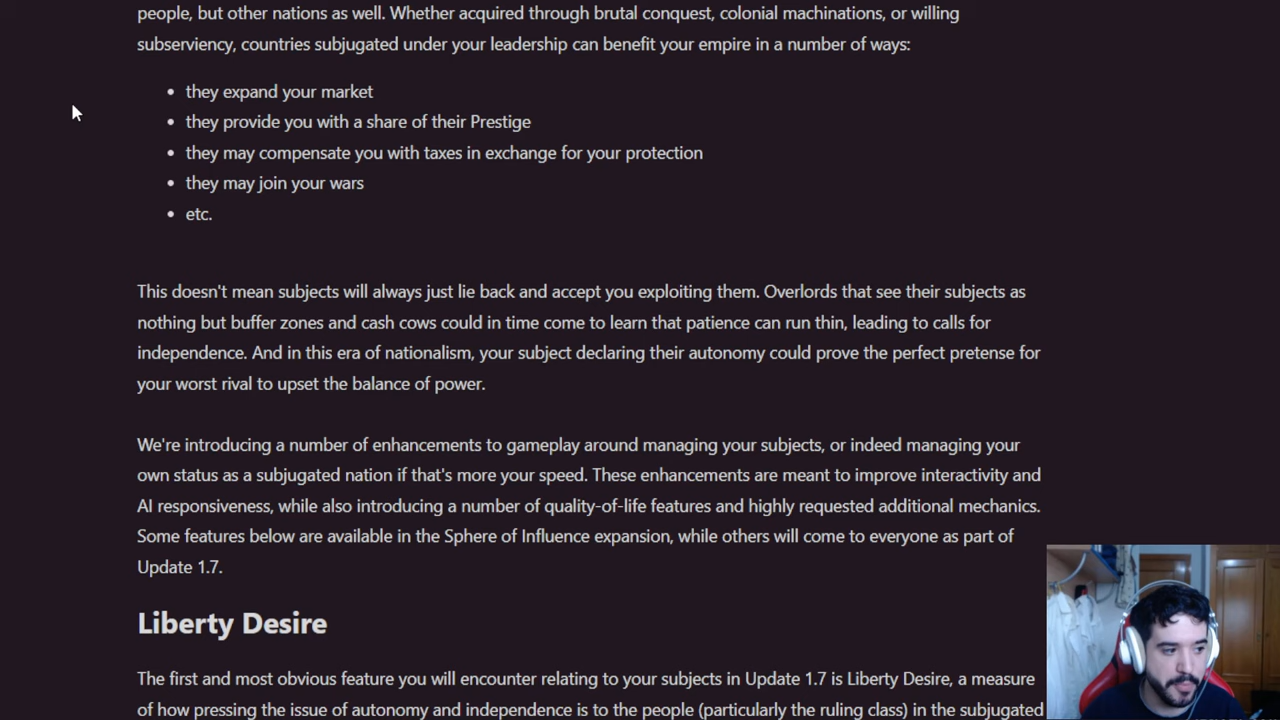 people, but other nations as well. Whether acquired through brutal conquest, colonial machinations, or willing
subserviency, countries subjugated under your leadership can benefit your empire in a number of ways:
• they expand your market
• they provide you with a share of their Prestige
• they may compensate you with taxes in exchange for your protection
• they may join your wars
• etc.
This doesn't mean subjects will always just lie back and accept you exploiting them. Overlords that see their subjects as
nothing but buffer zones and cash cows could in time come to learn that patience can run thin, leading to calls for
independence. And in this era of nationalism, your subject declaring their autonomy could prove the perfect pretense for
your worst rival to upset the balance of power.
We're introducing a number of enhancements to gameplay around managing your subjects, or indeed managing your
own status as a subjugated nation if that's more your speed. These enhancements are meant to improve interactivity and
AI responsiveness, while also introducing a number of quality-of-life features and highly requested additional mechanics.
Some features below are available in the Sphere of Influence expansion, while others will come to everyone as part of
Update 1.7.
Liberty Desire
The first and most obvious feature you will encounter relating to your subjects in Update 1.7 is Liberty Desire, a measure
of how pressing the issue of autonomy and independence is to the people (particularly the ruling class) in the subjugated